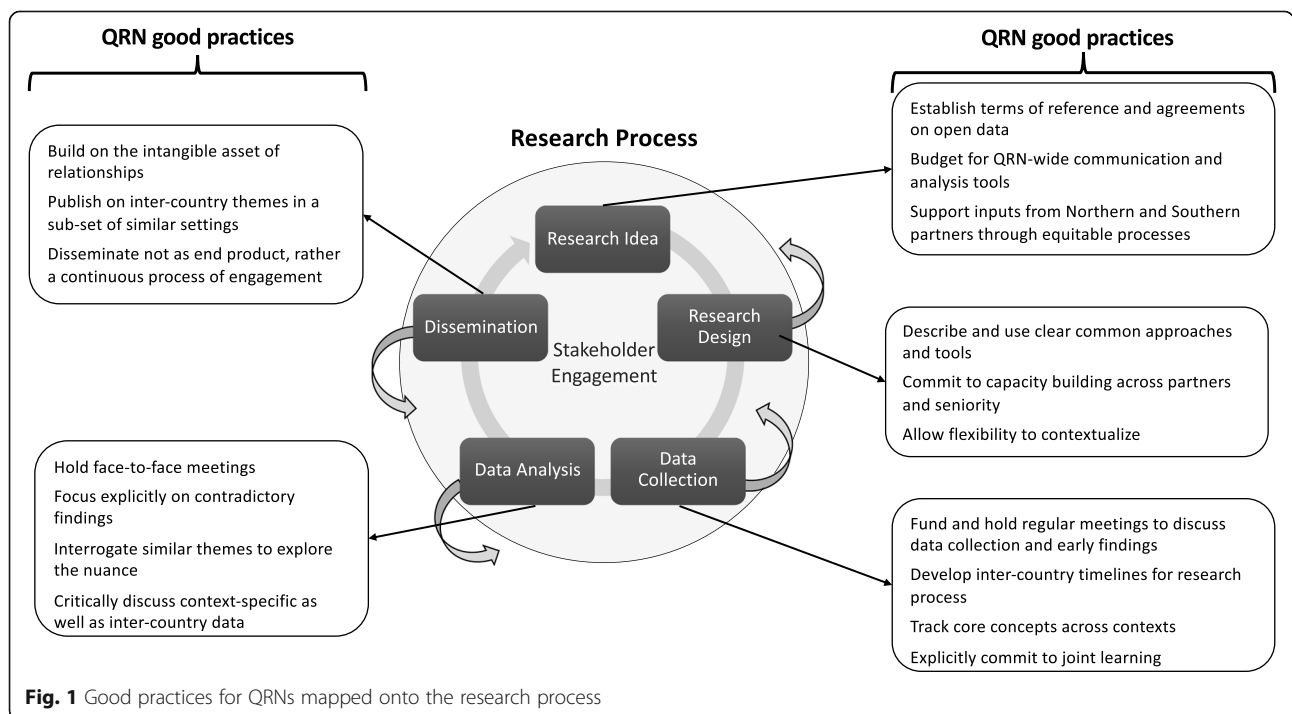 QRN good practices
Build on the intangible asset of
relationships
Publish on inter-country themes in a
sub-set of similar settings
Disseminate not as end product, rather
a continuous process of engagement
Hold face-to-face meetings
Focus explicitly on contradictory
findings
Interrogate similar themes to explore
the nuance
Critically discuss context-specific as
well as inter-country data
Research Process
Research Idea
Research
Design
Data
Collection
Data Analysis
Dissemination
Stakeholder
Engagement
QRN good practices
Establish terms of reference and agreements
on open data
Budget for QRN-wide communication and
analysis tools
Support inputs from Northern and Southern
partners through equitable processes
Describe and use clear common approaches
and tools
Commit to capacity building across partners
and seniority
Allow flexibility to contextualize
Fund and hold regular meetings to discuss
data collection and early findings
Develop inter-country timelines for research
process
Track core concepts across contexts
Explicitly commit to joint learning
Fig. 1 Good practices for QRNs mapped onto the research process